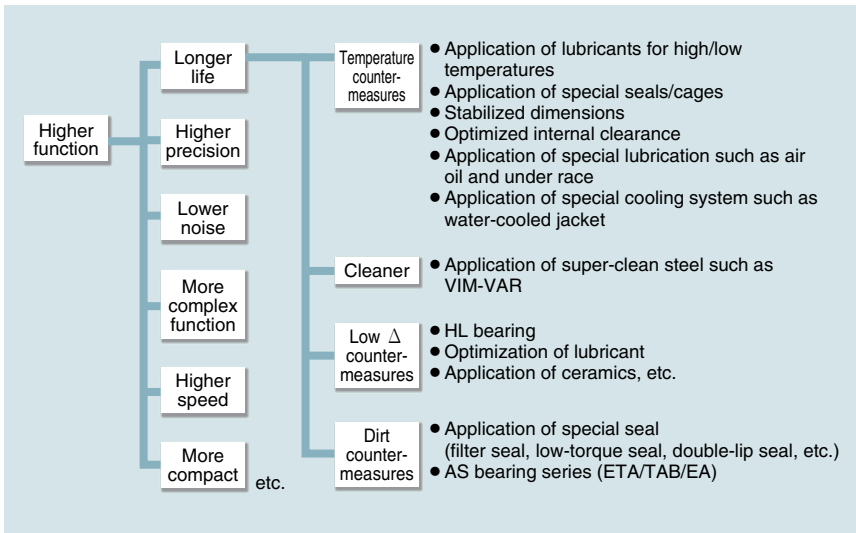 Higher
function
Longer
life
Higher
precision
Lower
noise
More
complex
function
Higher
speed
More
compact
etc.
Temperature
counter-
measures
● Application of lubricants for high/low
temperatures
● Application of special seals/cages
● Stabilized dimensions
● Optimized internal clearance
● Application of special lubrication such as air
oil and under race
● Application of special cooling system such as
water-cooled jacket
Cleaner
● Application of super-clean steel such as
VIM-VAR
Low Δ
counter-
measures
● HL bearing
● Optimization of lubricant
● Application of ceramics, etc.
Dirt
counter-
measures
● Application of special seal
(filter seal, low-torque seal, double-lip seal, etc.)
● AS bearing series (ETA/TAB/EA)